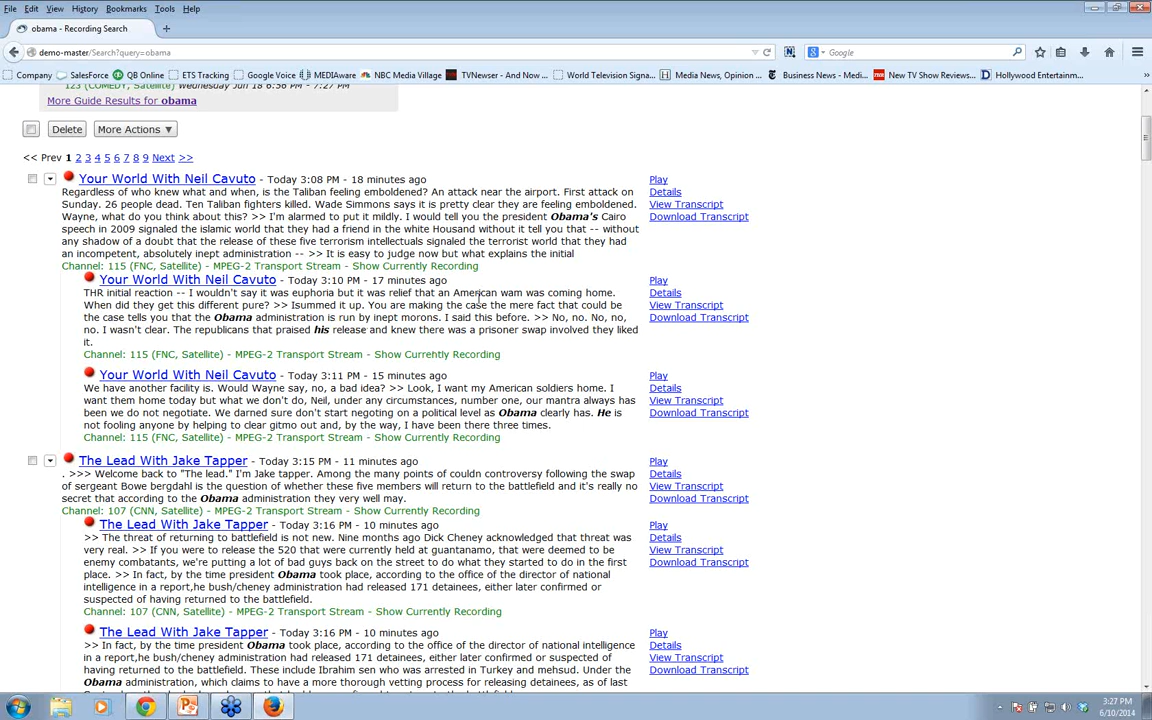 File Edit View History Bookmarks Tools Help
obama - Recording Search
demo-master/Search?query=obama
Google
Company SalesForce QB Online ETS Tracking Google Voice MEDIAware NBC Media Village TVNewser - And Now ... World Television Signa... Media News, Opinion ... Business News - Medi... New TV Show Reviews... Hollywood Entertainm...
123 (COMEDY, Satellite) Wednesday Jun 18 6:56 PM - 7:27 PM
More Guide Results for obama
Delete More Actions ▼
<< Prev 1 2 3 4 5 6 7 8 9 Next >>
Your World With Neil Cavuto - Today 3:08 PM - 18 minutes ago
Play
Regardless of who knew what and when, is the Taliban feeling emboldened? An attack near the airport. First attack on
Details
Sunday. 26 people dead. Ten Taliban fighters killed. Wade Simmons says it is pretty clear they are feeling emboldened.
View Transcript
Wayne, what do you think about this? >> I'm alarmed to put it mildly. I would tell you the president Obama's Cairo
Download Transcript
speech in 2009 signaled the islamic world that they had a friend in the white Housand without it tell you that -- without
any shadow of a doubt that the release of these five terrorism intellectuals signaled the terrorist world that they had
an incompetent, absolutely inept administration -- >> It is easy to judge now but what explains the initial
Channel: 115 (FNC, Satellite) - MPEG-2 Transport Stream - Show Currently Recording
Your World With Neil Cavuto - Today 3:10 PM - 17 minutes ago
Play
THR initial reaction -- I wouldn't say it was euphoria but it was relief that an American wam was coming home.
Details
When did they get this different pure? >> Isummed it up. You are making the case the mere fact that could be
View Transcript
the case tells you that the Obama administration is run by inept morons. I said this before. >> No, no. No, no,
Download Transcript
no. I wasn't clear. The republicans that praised his release and knew there was a prisoner swap involved they liked
it.
Channel: 115 (FNC, Satellite) - MPEG-2 Transport Stream - Show Currently Recording
Your World With Neil Cavuto - Today 3:11 PM - 15 minutes ago
Play
We have another facility is. Would Wayne say, no, a bad idea? >> Look, I want my American soldiers home. I
Details
want them home today but what we don't do, Neil, under any circumstances, number one, our mantra always has
View Transcript
been we do not negotiate. We darned sure don't start negoting on a political level as Obama clearly has. He is
Download Transcript
not fooling anyone by helping to clear gitmo out and, by the way, I have been there three times.
Channel: 115 (FNC, Satellite) - MPEG-2 Transport Stream - Show Currently Recording
The Lead With Jake Tapper - Today 3:15 PM - 11 minutes ago
Play
. >>> Welcome back to "The lead." I'm Jake tapper. Among the many points of couldn controversy following the swap
Details
of sergeant Bowe bergdahl is the question of whether these five members will return to the battlefield and it's really no
View Transcript
secret that according to the Obama administration they very well may.
Download Transcript
Channel: 107 (CNN, Satellite) - MPEG-2 Transport Stream - Show Currently Recording
The Lead With Jake Tapper - Today 3:16 PM - 10 minutes ago
Play
>> The threat of returning to battlefield is not new. Nine months ago Dick Cheney acknowledged that threat was
Details
very real. >> If you were to release the 520 that were currently held at guantanamo, that were deemed to be
View Transcript
enemy combatants, we're putting a lot of bad guys back on the street to do what they started to do in the first
Download Transcript
place. >> In fact, by the time president Obama took place, according to the office of the director of national
intelligence in a report,he bush/cheney administration had released 171 detainees, either later confirmed or
suspected of having returned to the battlefield.
Channel: 107 (CNN, Satellite) - MPEG-2 Transport Stream - Show Currently Recording
The Lead With Jake Tapper - Today 3:16 PM - 10 minutes ago
Play
>> In fact, by the time president Obama took place, according to the office of the director of national intelligence
Details
in a report,he bush/cheney administration had released 171 detainees, either later confirmed or suspected of
View Transcript
having returned to the battlefield. These include Ibrahim sen who was arrested in Turkey and mehsud. Under the
Download Transcript
Obama administration, which claims to have a more thorough vetting process for releasing detainees, as of last
3:27 PM
6/10/2014